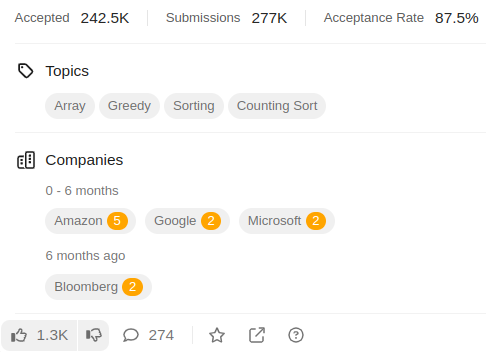 Accepted 242.5K Submissions 277K Acceptance Rate 87.5%
Topics
Array Greedy Sorting Counting Sort
Companies
0 - 6 months
Amazon 5 Google 2 Microsoft 2
6 months ago
Bloomberg 2
1.3K 274